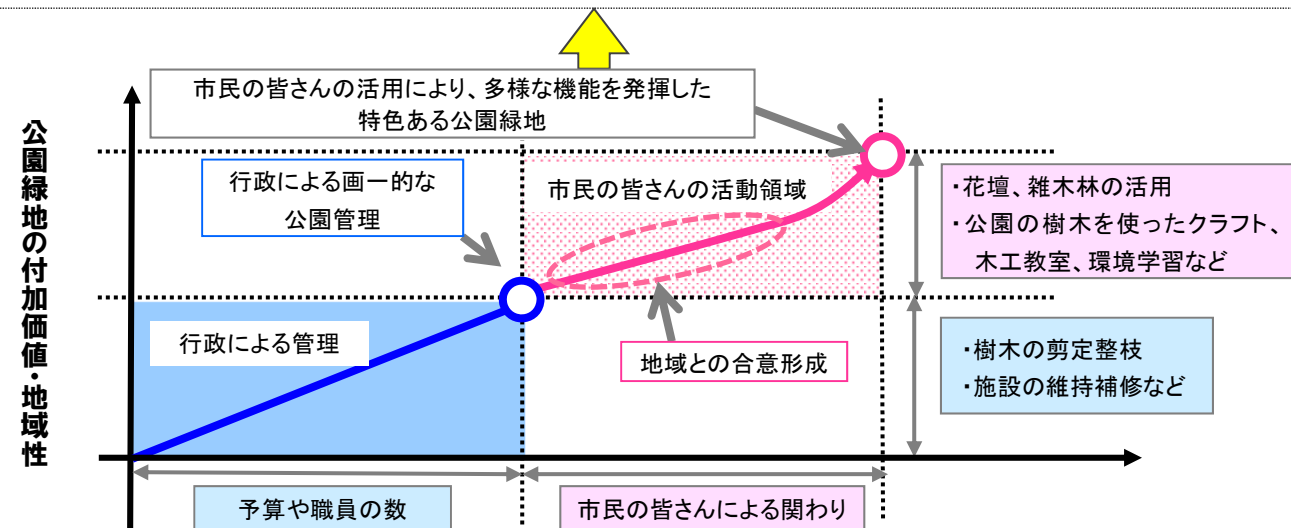 市民の皆さんの活用により、多様な機能を発揮した
特色ある公園緑地
公園緑地の付加価値・地域性
行政による画一的な
公園管理
市民の皆さんの活動領域
・花壇、雑木林の活用
・公園の樹木を使ったクラフト、
木工教室、環境学習など
行政による管理
地域との合意形成
・樹木の剪定整枝
・施設の維持補修など
予算や職員の数
市民の皆さんによる関わり